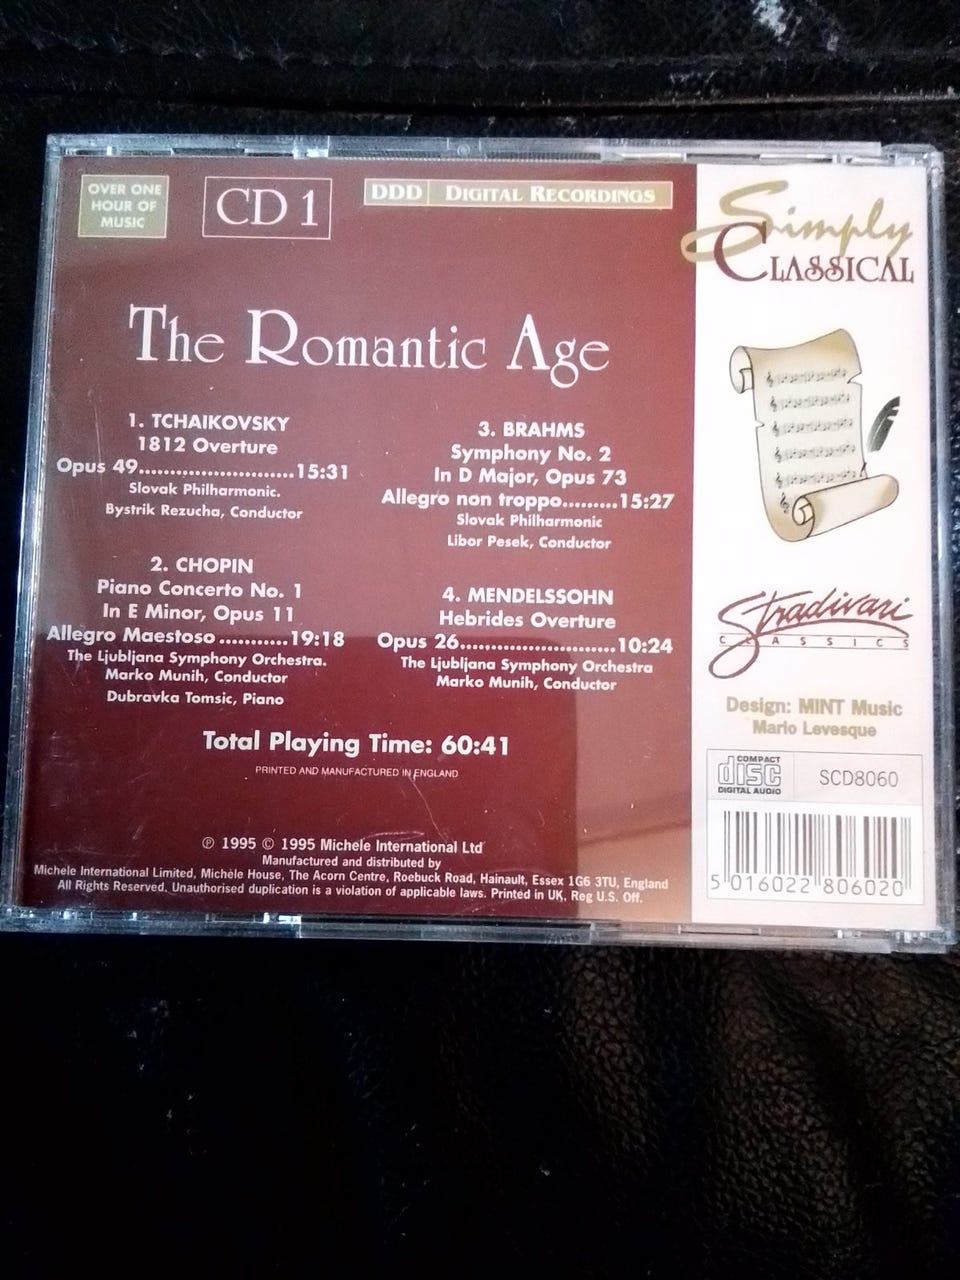 OVER ONE
HOUR OF
MUSIC
CD 1
DDD DIGITAL RECORDINGS
Simply
CLASSICAL
The Romantic Age
1. TCHAIKOVSKY
1812 Overture
Opus 49.........................15:31
Slovak Philharmonic.
Bystrik Rezucha, Conductor
2. CHOPIN
Piano Concerto No. 1
In E Minor, Opus 11
Allegro Maestoso ...........19:18
The Ljubljana Symphony Orchestra.
Marko Munih, Conductor
Dubravka Tomsic, Piano
3. BRAHMS
Symphony No. 2
In D Major, Opus 73
Allegro non troppo.........15:27
Slovak Philharmonic
Libor Pesek, Conductor
4. MENDELSSOHN
Hebrides Overture
Opus 26.............................10:24
The Ljubljana Symphony Orchestra
Marko Munih, Conductor
Total Playing Time: 60:41
PRINTED AND MANUFACTURED IN ENGLAND
℗ 1995 © 1995 Michele International Ltd
Manufactured and distributed by
Michele International Limited, Michèle House, The Acorn Centre, Roebuck Road, Hainault, Essex 1G6 3TU, England
All Rights Reserved. Unauthorised duplication is a violation of applicable laws. Printed in UK, Reg U.S. Off.
Stradivari
CLASSICS
Design: MINT Music
Mario Levesque
COMPACT
disc
DIGITAL AUDIO
SCD8060
5 016022 806020